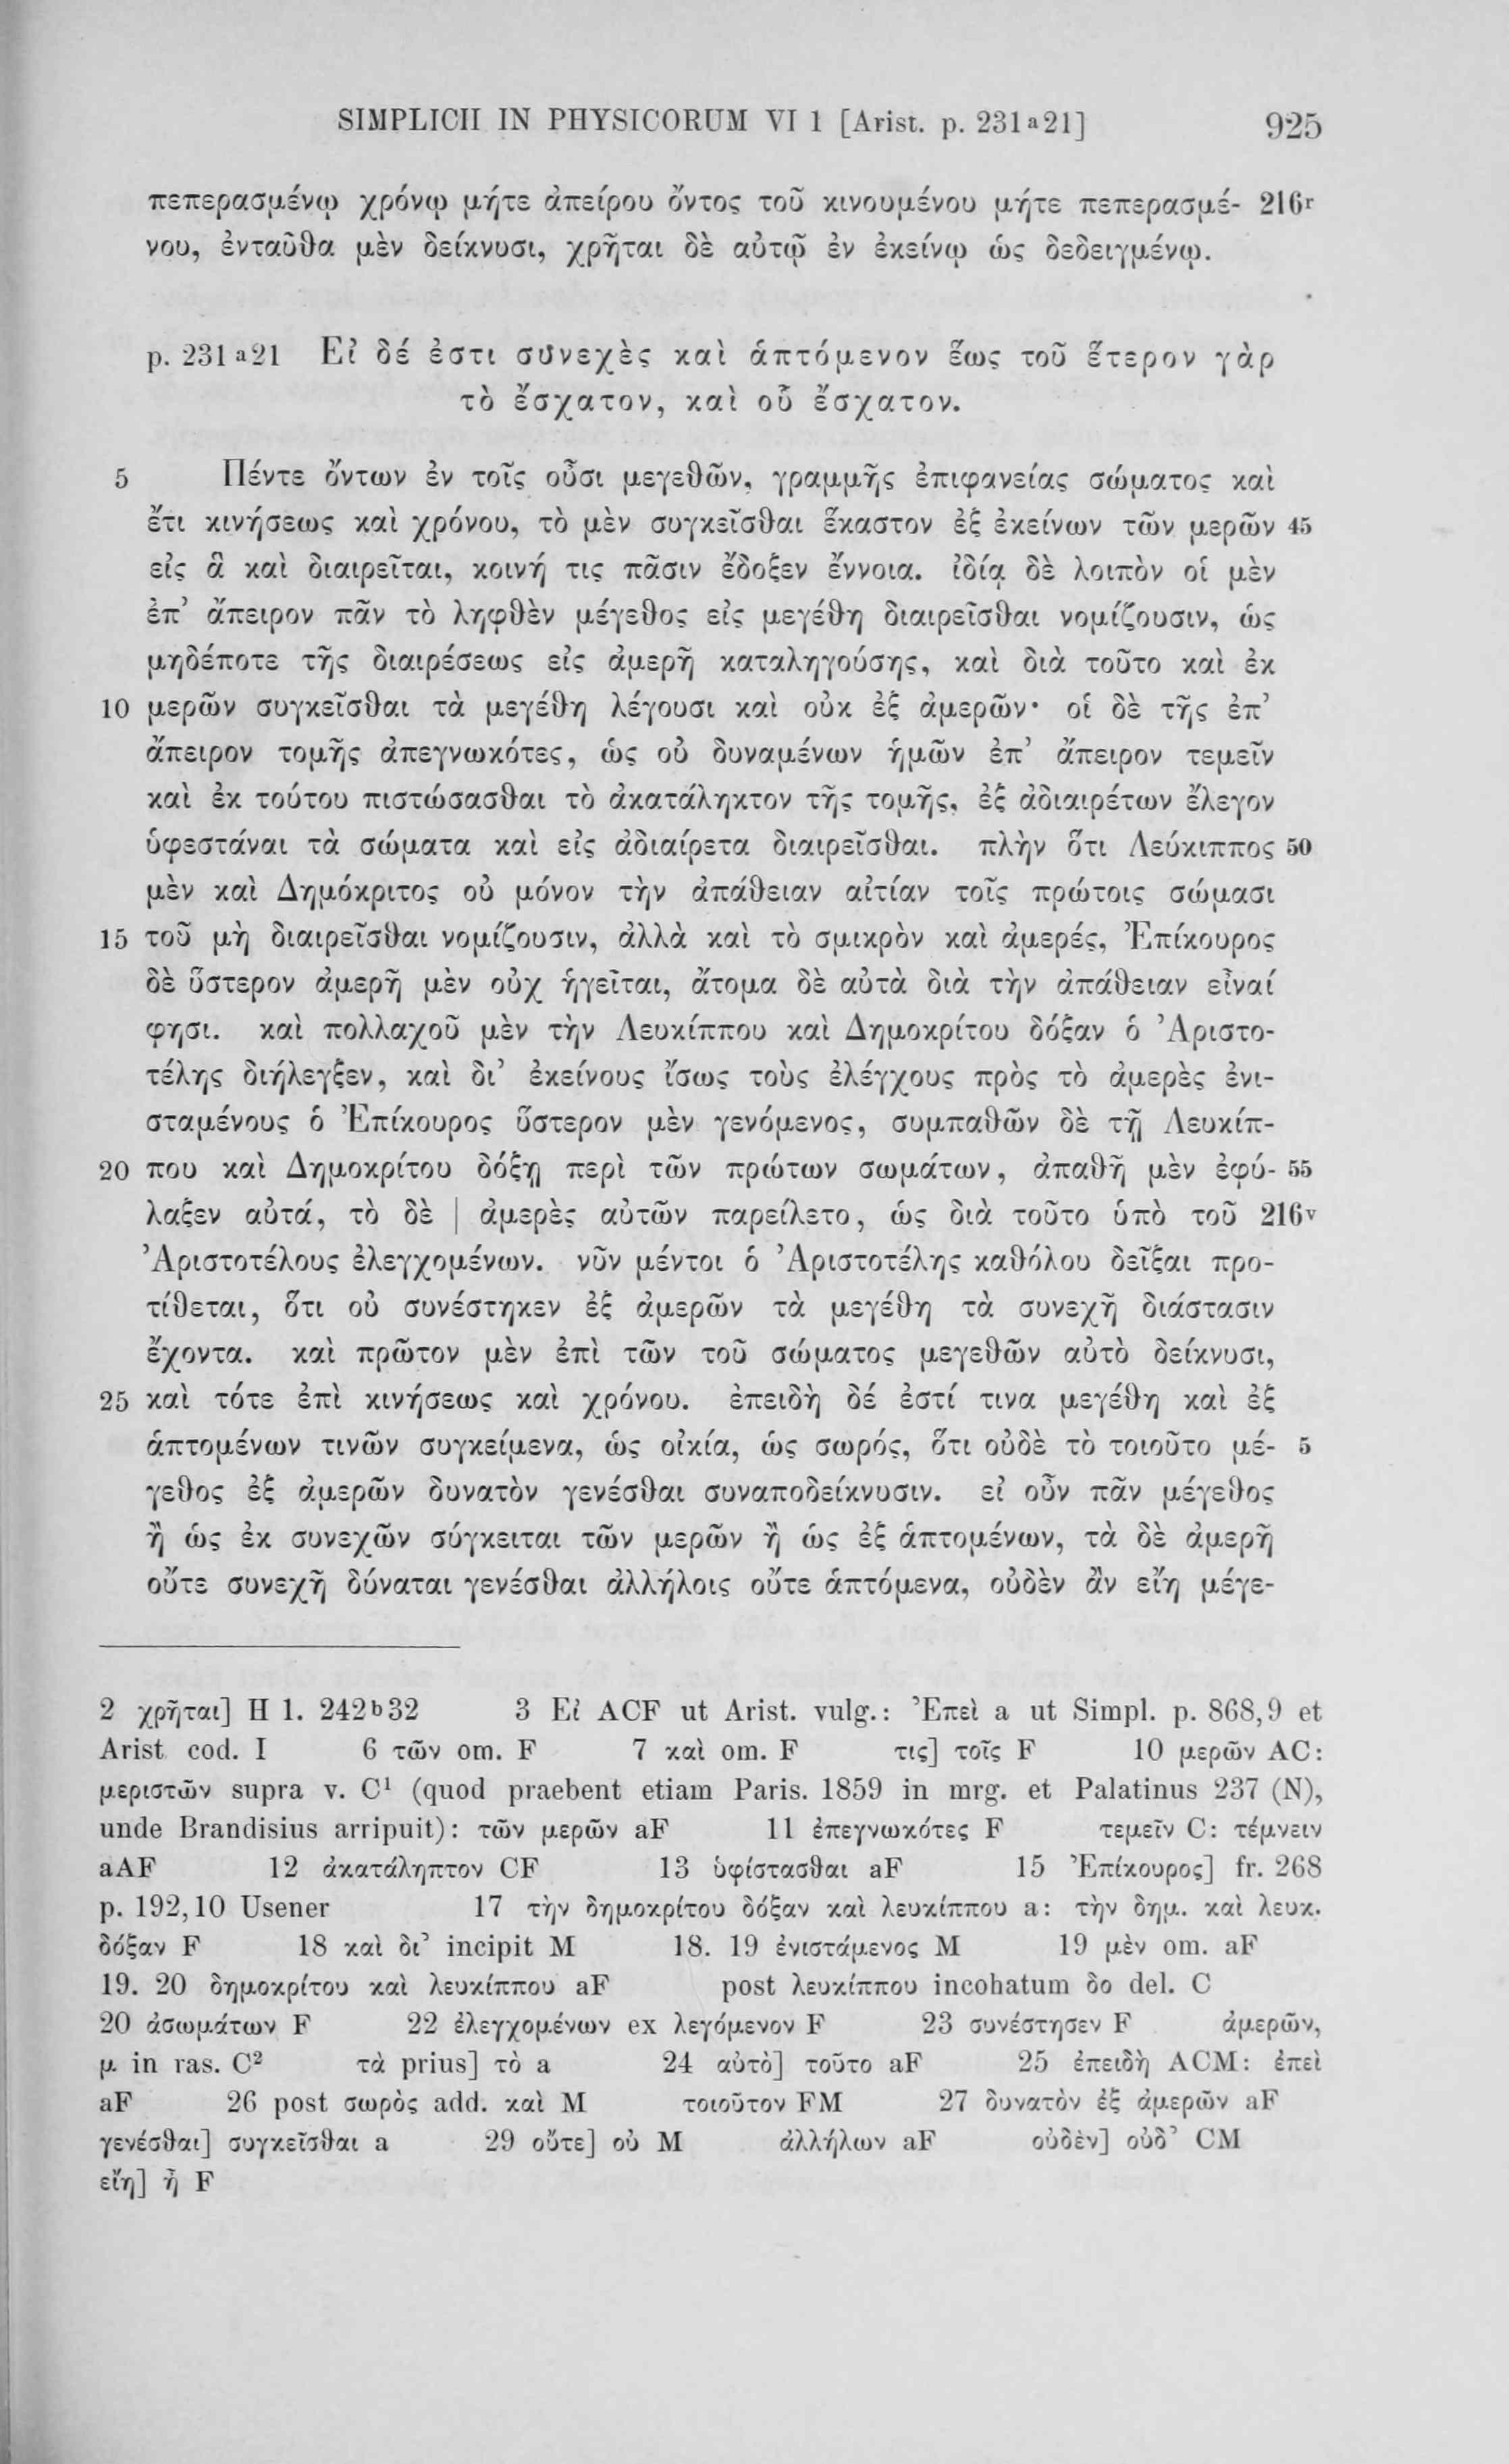 SIMPLICII IN PHYSICORUM VI 1 [Arist. p. 231ª21] 925
πεπερασμένῳ χρόνῳ μήτε ἀπείρου ὄντος τοῦ κινουμένου μήτε πεπερασμέ- 216ʳ
νου, ἐνταῦθα μὲν δείκνυσι, χρῆται δὲ αὐτῷ ἐν ἐκείνῳ ὡς δεδειγμένῳ.
p. 231ª21 Εἰ δέ ἐστι συνεχὲς καὶ ἁπτόμενον ἕως τοῦ ἕτερον γὰρ
τὸ ἔσχατον, καὶ οὗ ἔσχατον.
5 Πέντε ὄντων ἐν τοῖς οὖσι μεγεθῶν, γραμμῆς ἐπιφανείας σώματος καὶ
ἔτι κινήσεως καὶ χρόνου, τὸ μὲν συγκεῖσθαι ἕκαστον ἐξ ἐκείνων τῶν μερῶν 45
εἰς ἃ καὶ διαιρεῖται, κοινή τις πᾶσιν ἔδοξεν ἔννοια. ἰδίᾳ δὲ λοιπὸν οἱ μὲν
ἐπ’ ἄπειρον πᾶν τὸ ληφθὲν μέγεθος εἰς μεγέθη διαιρεῖσθαι νομίζουσιν, ὡς
μηδέποτε τῆς διαιρέσεως εἰς ἀμερῆ καταληγούσης, καὶ διὰ τοῦτο καὶ ἐκ
10 μερῶν συγκεῖσθαι τὰ μεγέθη λέγουσι καὶ οὐκ ἐξ ἀμερῶν· οἱ δὲ τῆς ἐπ’
ἄπειρον τομῆς ἀπεγνωκότες, ὡς οὐ δυναμένων ἡμῶν ἐπ’ ἄπειρον τεμεῖν
καὶ ἐκ τούτου πιστώσασθαι τὸ ἀκατάληκτον τῆς τομῆς, ἐξ ἀδιαιρέτων ἔλεγον
ὑφεστάναι τὰ σώματα καὶ εἰς ἀδιαίρετα διαιρεῖσθαι. πλὴν ὅτι Λεύκιππος 50
μὲν καὶ Δημόκριτος οὐ μόνον τὴν ἀπάθειαν αἰτίαν τοῖς πρώτοις σώμασι
15 τοῦ μὴ διαιρεῖσθαι νομίζουσιν, ἀλλὰ καὶ τὸ σμικρὸν καὶ ἀμερές, Ἐπίκουρος
δὲ ὕστερον ἀμερῆ μὲν οὐχ ἡγεῖται, ἄτομα δὲ αὐτὰ διὰ τὴν ἀπάθειαν εἶναί
φησι. καὶ πολλαχοῦ μὲν τὴν Λευκίππου καὶ Δημοκρίτου δόξαν ὁ Ἀριστο-
τέλης διήλεγξεν, καὶ δι’ ἐκείνους ἴσως τοὺς ἐλέγχους πρὸς τὸ ἀμερὲς ἐνι-
σταμένους ὁ Ἐπίκουρος ὕστερον μὲν γενόμενος, συμπαθῶν δὲ τῇ Λευκίπ-
20 που καὶ Δημοκρίτου δόξῃ περὶ τῶν πρώτων σωμάτων, ἀπαθῆ μὲν ἐφύ- 55
λαξεν αὐτά, τὸ δὲ | ἀμερὲς αὐτῶν παρείλετο, ὡς διὰ τοῦτο ὑπὸ τοῦ 216ᵛ
Ἀριστοτέλους ἐλεγχομένων. νῦν μέντοι ὁ Ἀριστοτέλης καθόλου δεῖξαι προ-
τίθεται, ὅτι οὐ συνέστηκεν ἐξ ἀμερῶν τὰ μεγέθη τὰ συνεχῆ διάστασιν
ἔχοντα. καὶ πρῶτον μὲν ἐπὶ τῶν τοῦ σώματος μεγεθῶν αὐτὸ δείκνυσι,
25 καὶ τότε ἐπὶ κινήσεως καὶ χρόνου. ἐπειδὴ δέ ἐστί τινα μεγέθη καὶ ἐξ
ἁπτομένων τινῶν συγκείμενα, ὡς οἰκία, ὡς σωρός, ὅτι οὐδὲ τὸ τοιοῦτο μέ- 5
γεθος ἐξ ἀμερῶν δυνατὸν γενέσθαι συναποδείκνυσιν. εἰ οὖν πᾶν μέγεθος
ἢ ὡς ἐκ συνεχῶν σύγκειται τῶν μερῶν ἢ ὡς ἐξ ἁπτομένων, τὰ δὲ ἀμερῆ
οὔτε συνεχῆ δύναται γενέσθαι ἀλλήλοις οὔτε ἁπτόμενα, οὐδὲν ἂν εἴη μέγε-
2 χρῆται] H 1. 242ᵇ32 3 Εἰ ACF ut Arist. vulg.: Ἐπεὶ a ut Simpl. p. 868,9 et
Arist. cod. I 6 τῶν om. F 7 καὶ om. F τις] τοῖς F 10 μερῶν AC:
μεριστῶν supra v. C¹ (quod praebent etiam Paris. 1859 in mrg. et Palatinus 237 (N),
unde Brandisius arripuit): τῶν μερῶν aF 11 ἐπεγνωκότες F τεμεῖν C: τέμνειν
aAF 12 ἀκατάληπτον CF 13 ὑφίστασθαι aF 15 Ἐπίκουρος] fr. 268
p. 192,10 Usener 17 τὴν δημοκρίτου δόξαν καὶ λευκίππου a: τὴν δημ. καὶ λευκ.
δόξαν F 18 καὶ δι’ incipit M 18. 19 ἐνιστάμενος M 19 μὲν om. aF
19. 20 δημοκρίτου καὶ λευκίππου aF post λευκίππου incohatum δο del. C
20 ἀσωμάτων F 22 ἐλεγχομένων ex λεγόμενον F 23 συνέστησεν F ἀμερῶν,
μ in ras. C² τὰ prius] τὸ a 24 αὐτὸ] τοῦτο aF 25 ἐπειδὴ ACM: ἐπεὶ
aF 26 post σωρὸς add. καὶ M τοιοῦτον FM 27 δυνατὸν ἐξ ἀμερῶν aF
γενέσθαι] συγκεῖσθαι a 29 οὔτε] οὐ M ἀλλήλων aF οὐδὲν] οὐδ’ CM
εἴη] ᾖ F